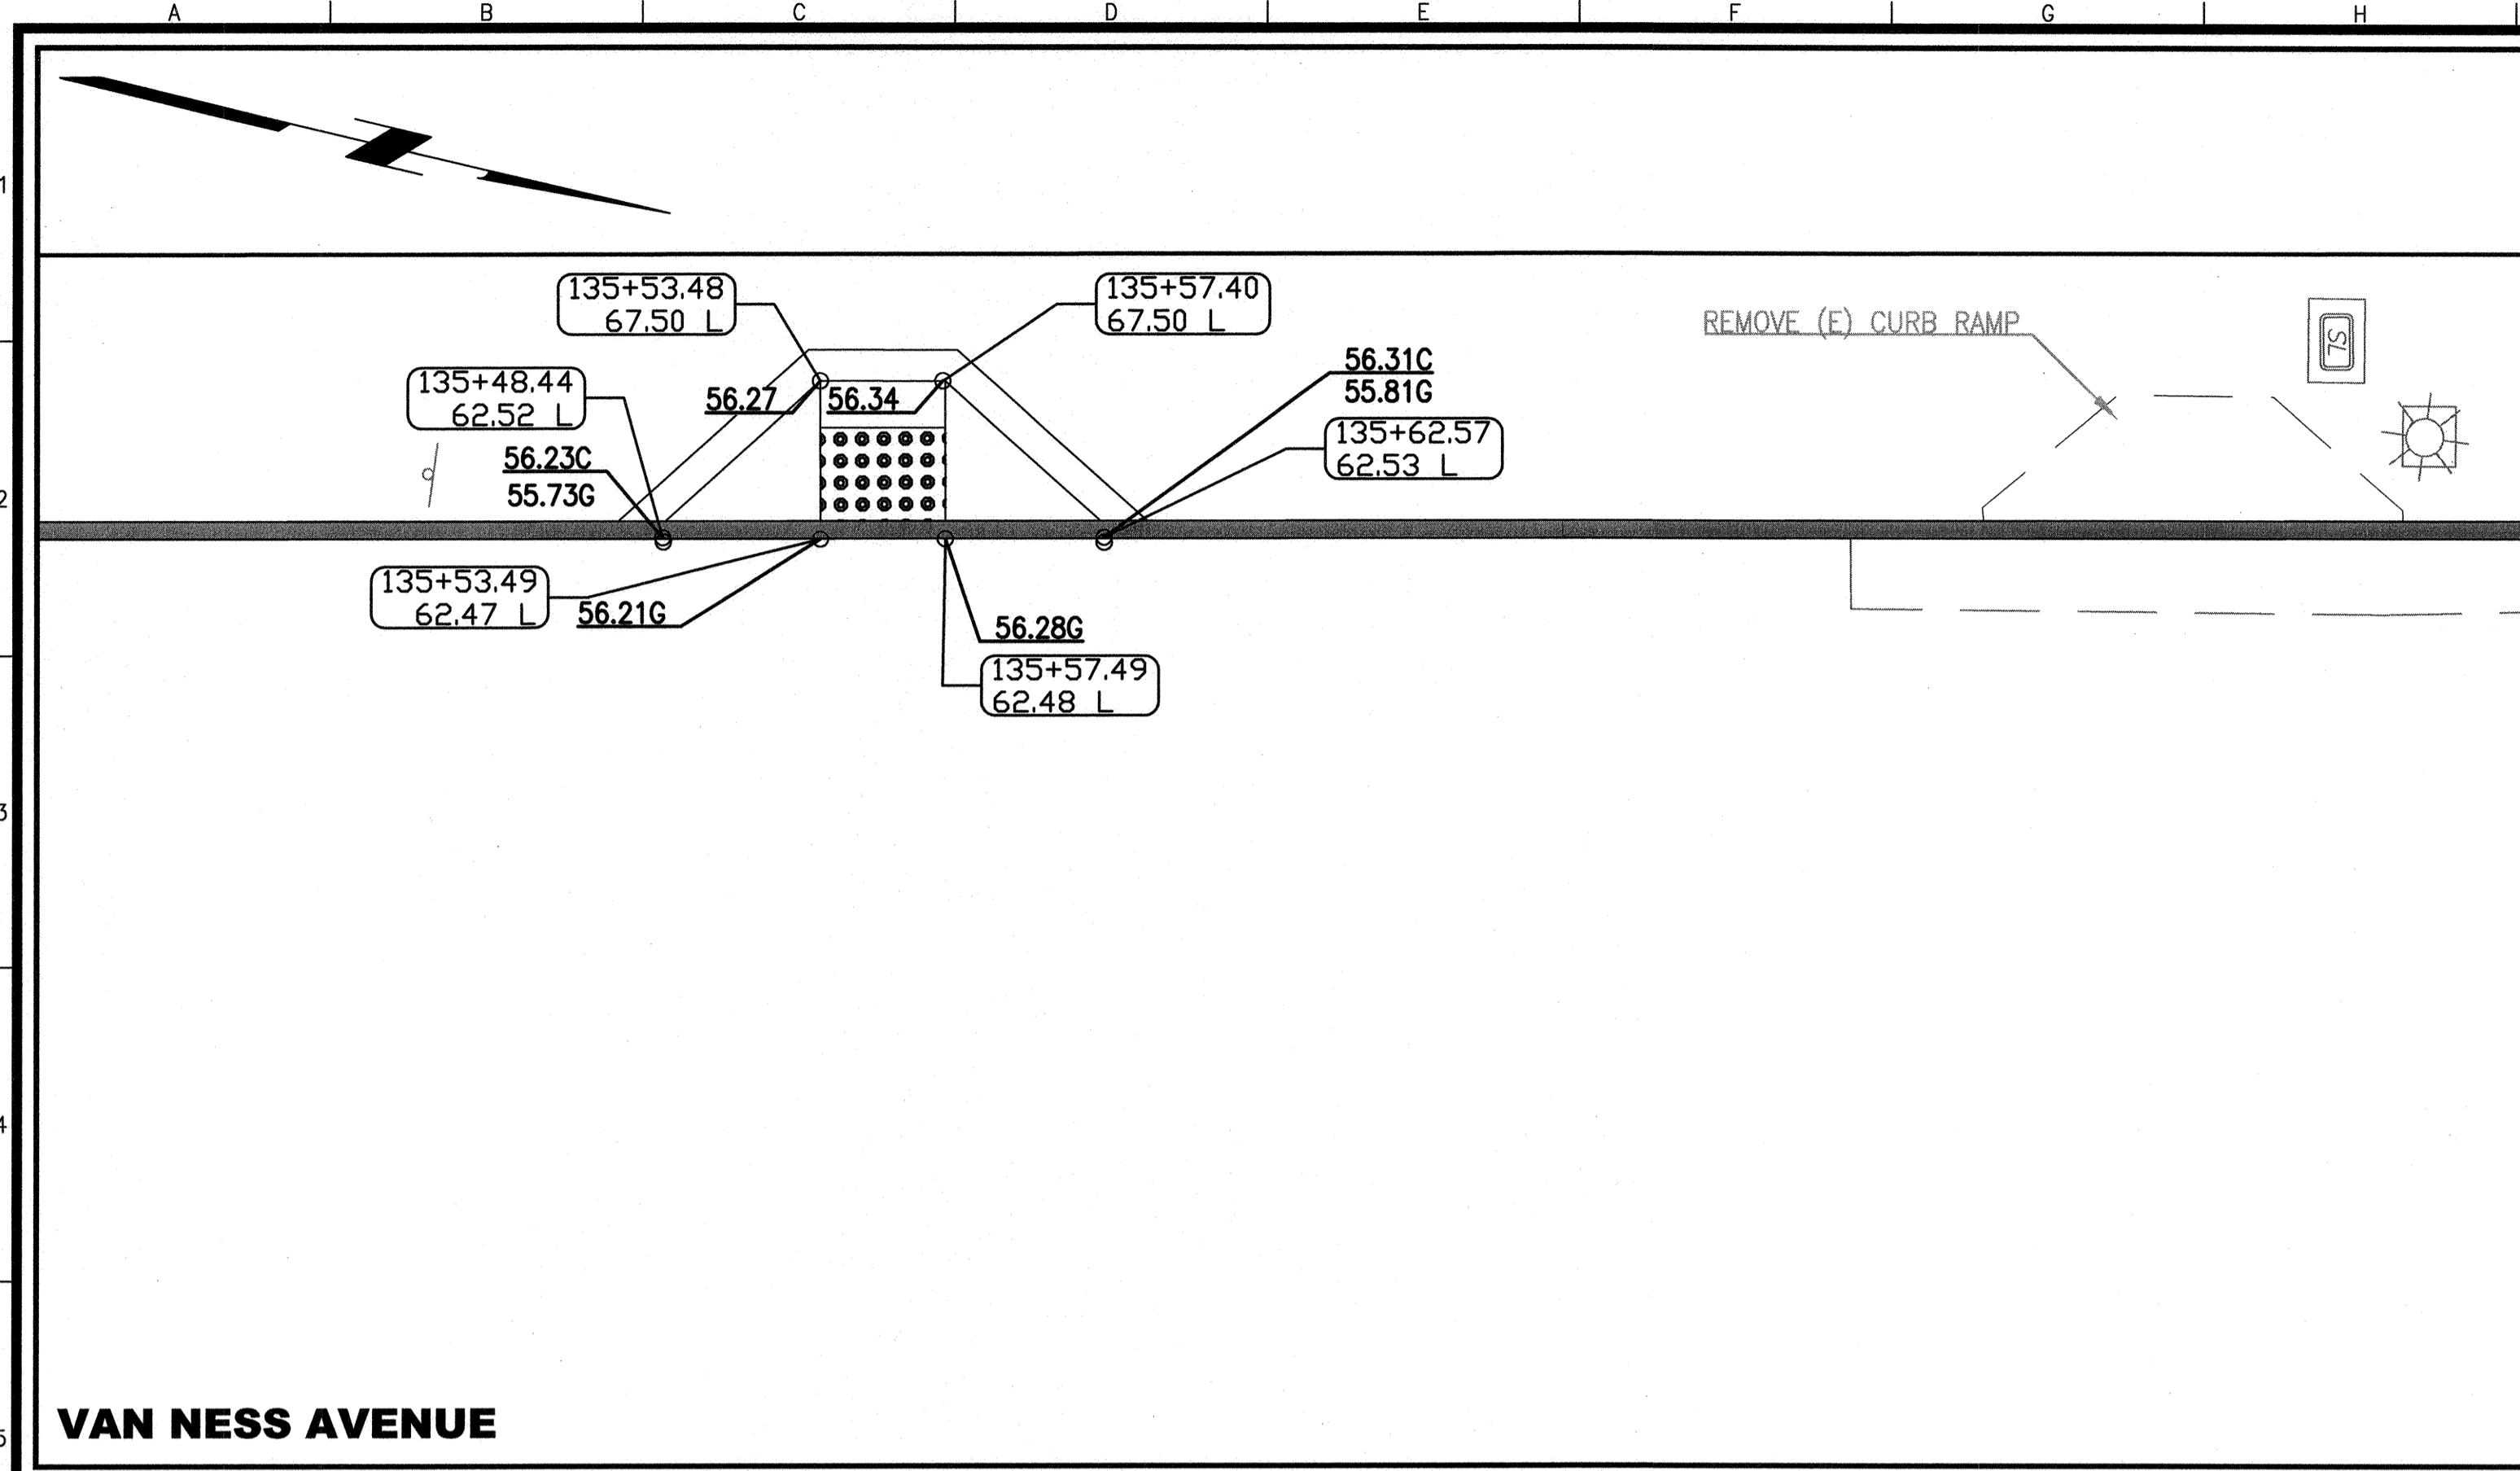 A B C D E F G H
1
135+53.48
67.50 L
135+57.40
67.50 L
REMOVE (E) CURB RAMP
SL
56.31C
55.81G
135+48.44
62.52 L
56.27
56.34
135+62.57
62.53 L
56.23C
55.73G
2
135+53.49
62.47 L
56.21G
56.28G
135+57.49
62.48 L
3
4
VAN NESS AVENUE
5